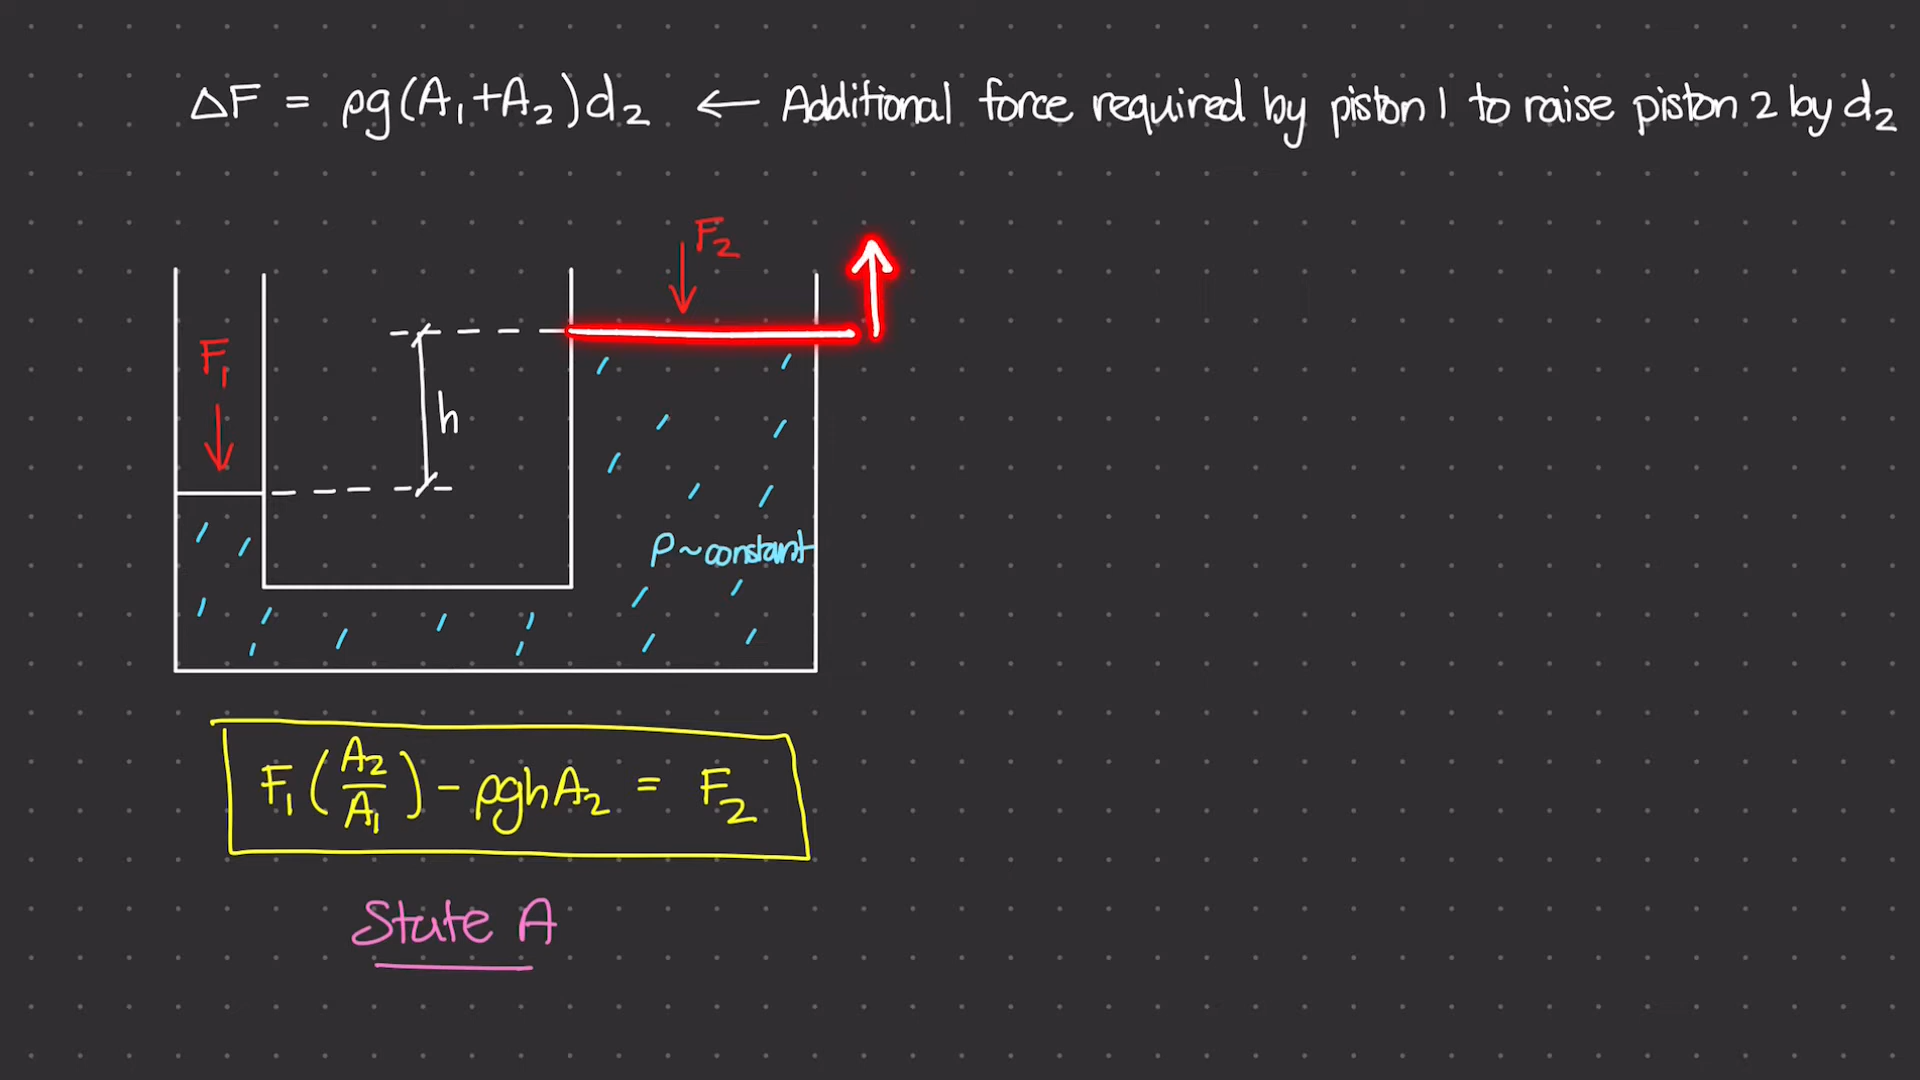 ΔF = ρg(A₁+A₂)d₂ ← Additional force required by piston 1 to raise piston 2 by d₂
F₂
F₁
h
ρ~constant
F₁(A₂/A₁) - ρghA₂ = F₂
State A